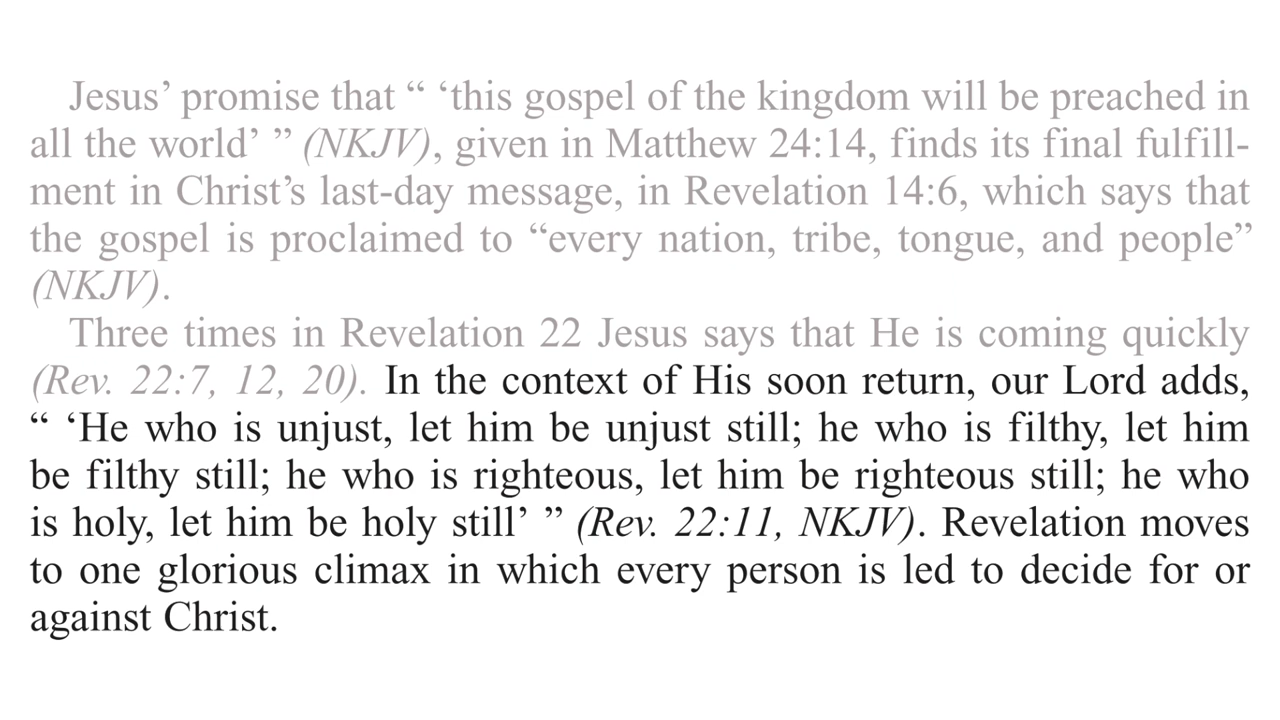 Jesus’ promise that “ ‘this gospel of the kingdom will be preached in
all the world’ ” (NKJV), given in Matthew 24:14, finds its final fulfill-
ment in Christ’s last-day message, in Revelation 14:6, which says that
the gospel is proclaimed to “every nation, tribe, tongue, and people”
(NKJV).
Three times in Revelation 22 Jesus says that He is coming quickly
(Rev. 22:7, 12, 20). In the context of His soon return, our Lord adds,
“ ‘He who is unjust, let him be unjust still; he who is filthy, let him
be filthy still; he who is righteous, let him be righteous still; he who
is holy, let him be holy still’ ” (Rev. 22:11, NKJV). Revelation moves
to one glorious climax in which every person is led to decide for or
against Christ.